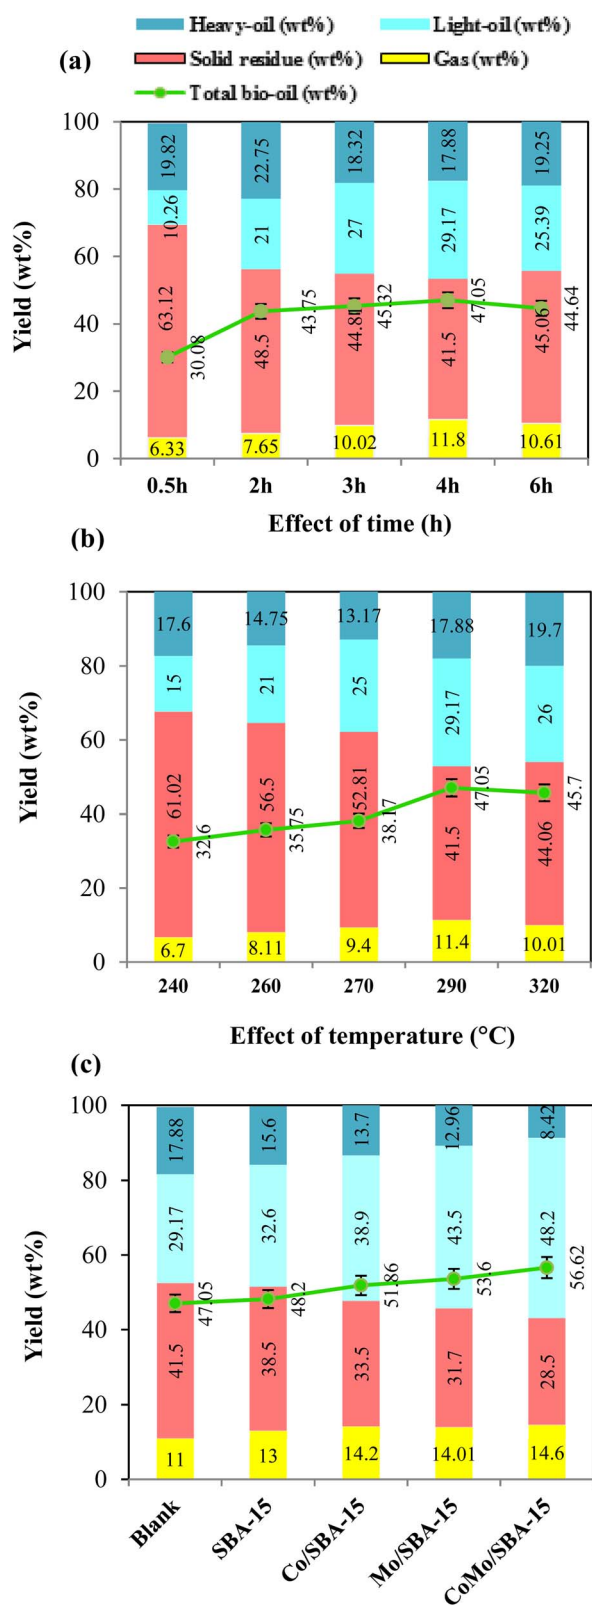 Heavy-oil (wt%) Light-oil (wt%)
(a) Solid residue (wt%) Gas (wt%)
Total bio-oil (wt%)
Yield (wt%)
100
80
60
40
20
0
19.82 22.75 18.32 17.88 19.25
10.26 21 27 29.17 25.39
63.12 48.5 44.8 41.5 45.06
30.08 43.75 45.32 47.05 44.64
6.33 7.65 10.02 11.8 10.61
0.5h 2h 3h 4h 6h
Effect of time (h)
(b)
Yield (wt%)
100
80
60
40
20
0
17.6 14.75 13.17 17.88 19.7
15 21 25 29.17 26
61.02 56.5 52.81 41.5 44.06
32.6 35.75 38.17 47.05 45.7
6.7 8.11 9.4 11.4 10.01
240 260 270 290 320
Effect of temperature (°C)
(c)
Yield (wt%)
100
80
60
40
20
0
17.88 15.6 13.7 12.96 8.42
29.17 32.6 38.9 43.5 48.2
47.05 48.2 51.86 53.6 56.62
41.5 38.5 33.5 31.7 28.5
11 13 14.2 14.01 14.6
Blank SBA-15 Co/SBA-15 Mo/SBA-15 CoMo/SBA-15